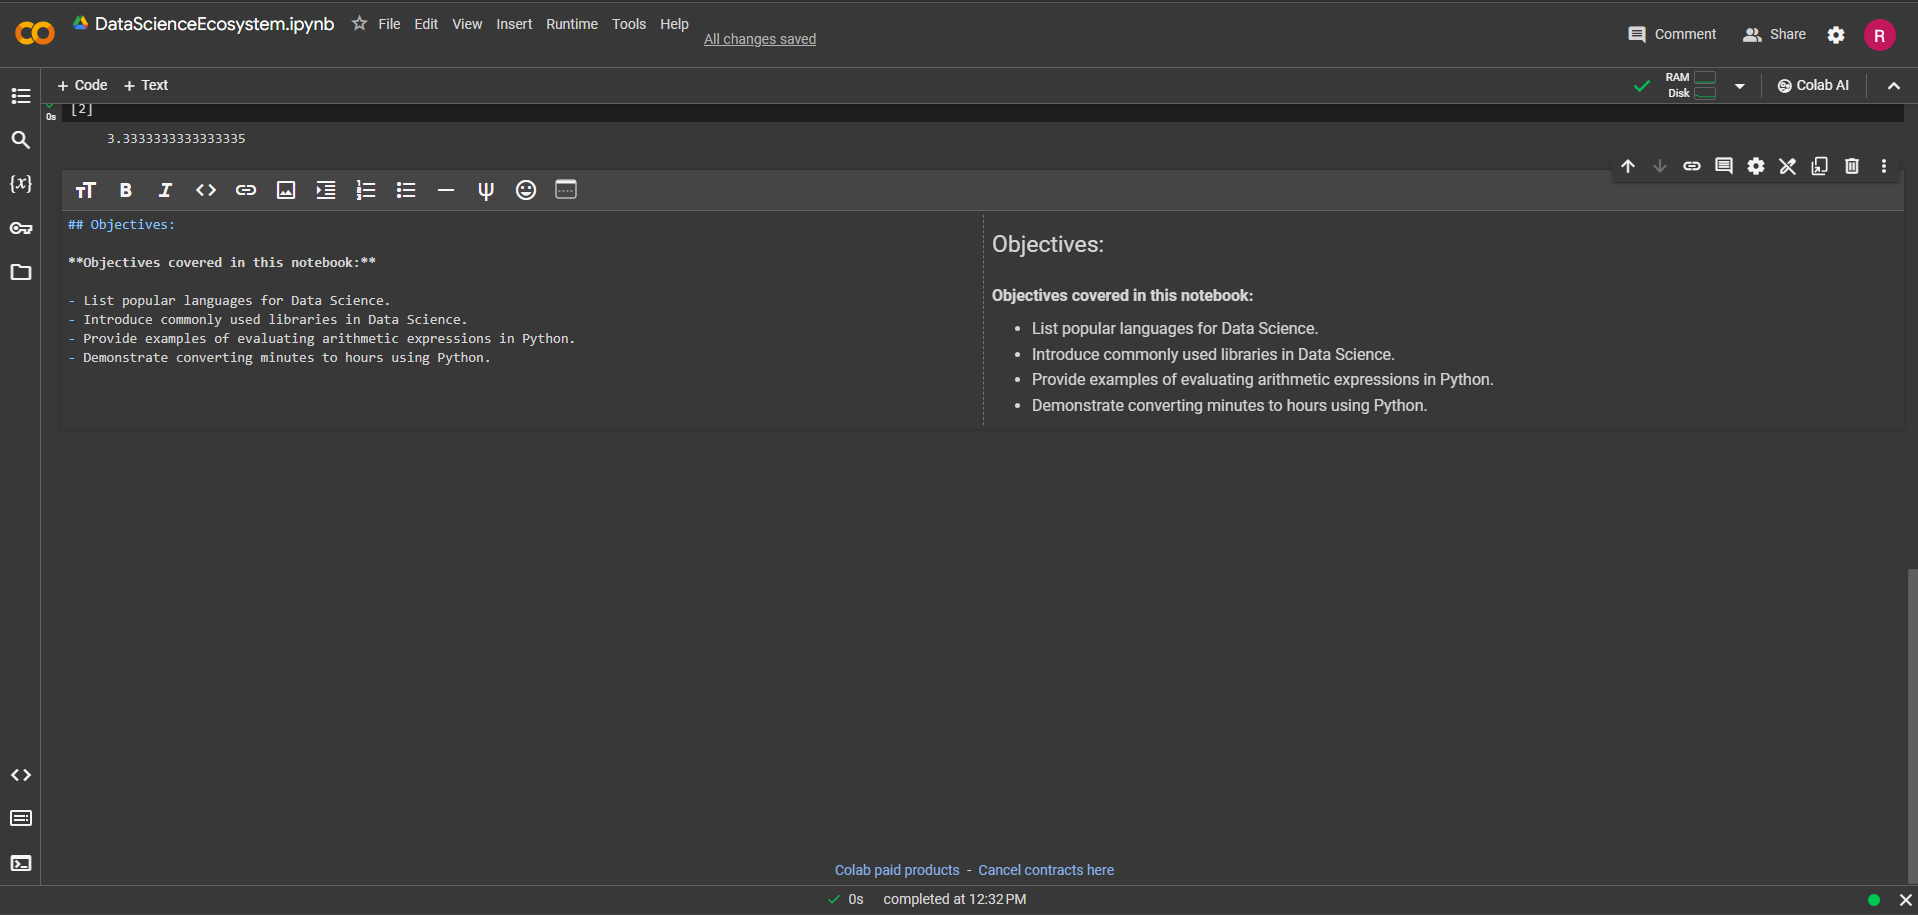 DataScienceEcosystem.ipynb
File Edit View Insert Runtime Tools Help
All changes saved
Comment Share R
+ Code + Text
RAM
Disk
Colab AI
[2]
0s
3.3333333333333335
{x}
## Objectives:
**Objectives covered in this notebook:**
- List popular languages for Data Science.
- Introduce commonly used libraries in Data Science.
- Provide examples of evaluating arithmetic expressions in Python.
- Demonstrate converting minutes to hours using Python.
Objectives:
Objectives covered in this notebook:
• List popular languages for Data Science.
• Introduce commonly used libraries in Data Science.
• Provide examples of evaluating arithmetic expressions in Python.
• Demonstrate converting minutes to hours using Python.
Colab paid products - Cancel contracts here
0s completed at 12:32 PM